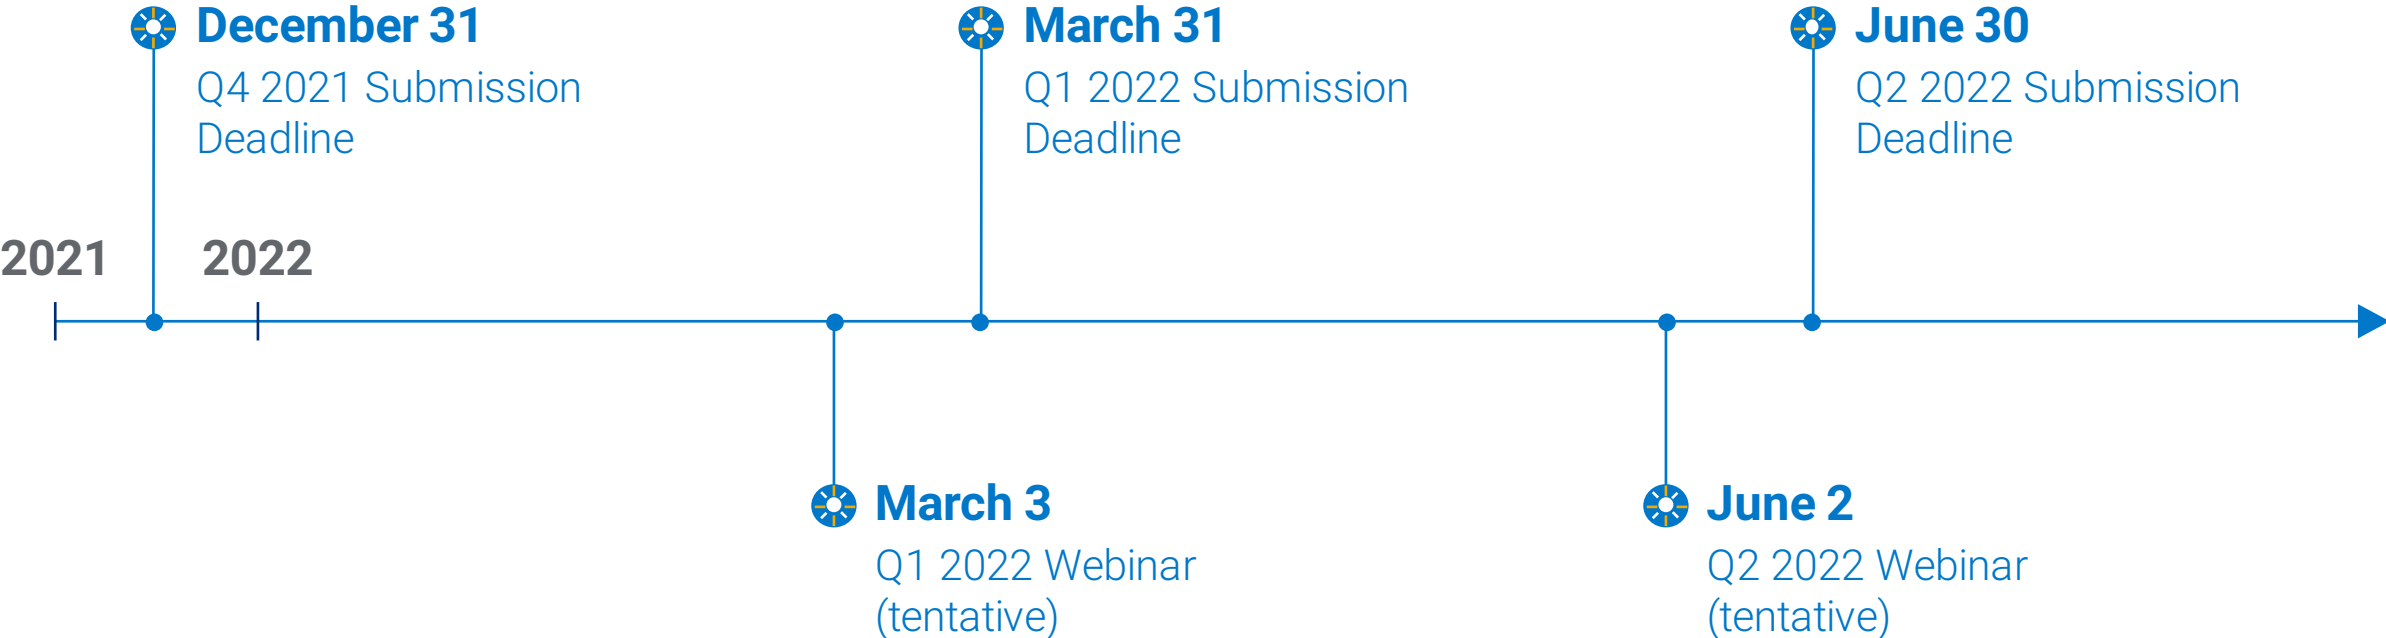 December 31
Q4 2021 Submission
Deadline
March 31
Q1 2022 Submission
Deadline
June 30
Q2 2022 Submission
Deadline
2021
2022
March 3
Q1 2022 Webinar
(tentative)
June 2
Q2 2022 Webinar
(tentative)